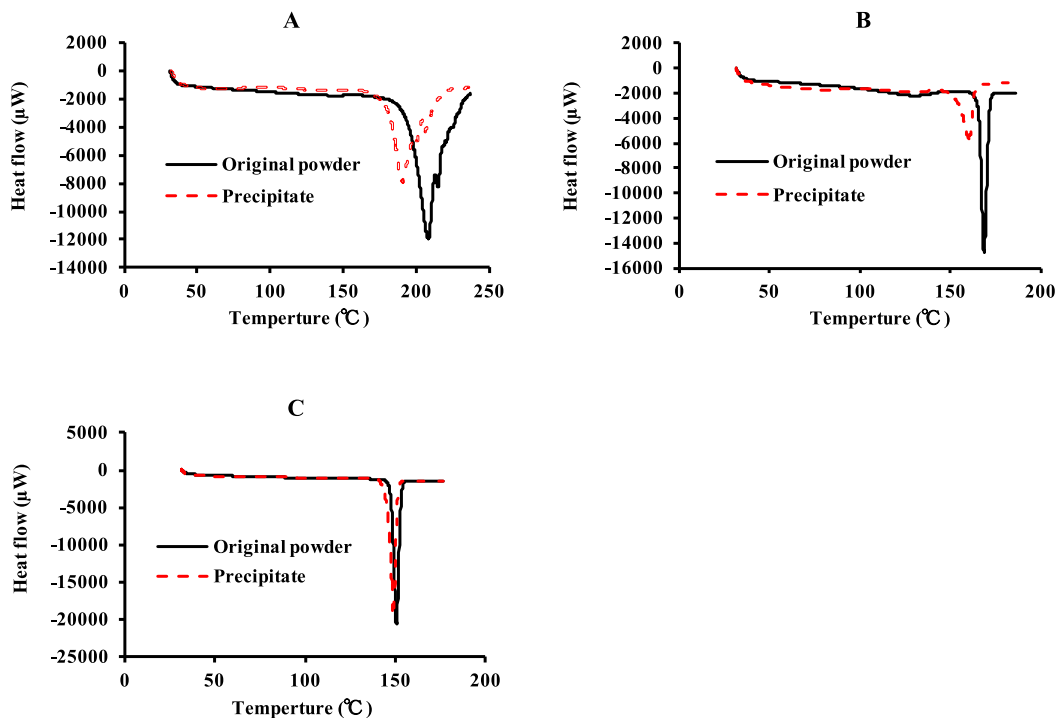 A
2000
0
-2000
-4000
-6000
-8000
-10000
-12000
-14000
Heat flow (µW)
Original powder
Precipitate
0 50 100 150 200 250
Temperture (℃)
B
2000
0
-2000
-4000
-6000
-8000
-10000
-12000
-14000
-16000
Heat flow (µW)
Original powder
Precipitate
0 50 100 150 200
Temperture (℃)
C
5000
0
-5000
-10000
-15000
-20000
-25000
Heat flow (µW)
Original powder
Precipitate
0 50 100 150 200
Temperture (℃)